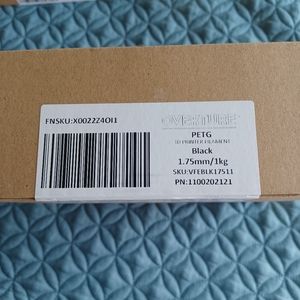 FNSKU:X0022Z4OI1
OVERTURE
PETG
3D PRINTER FILAMENT
Black
1.75mm/1kg
SKU:VFEBLK17511
PN:1100202121